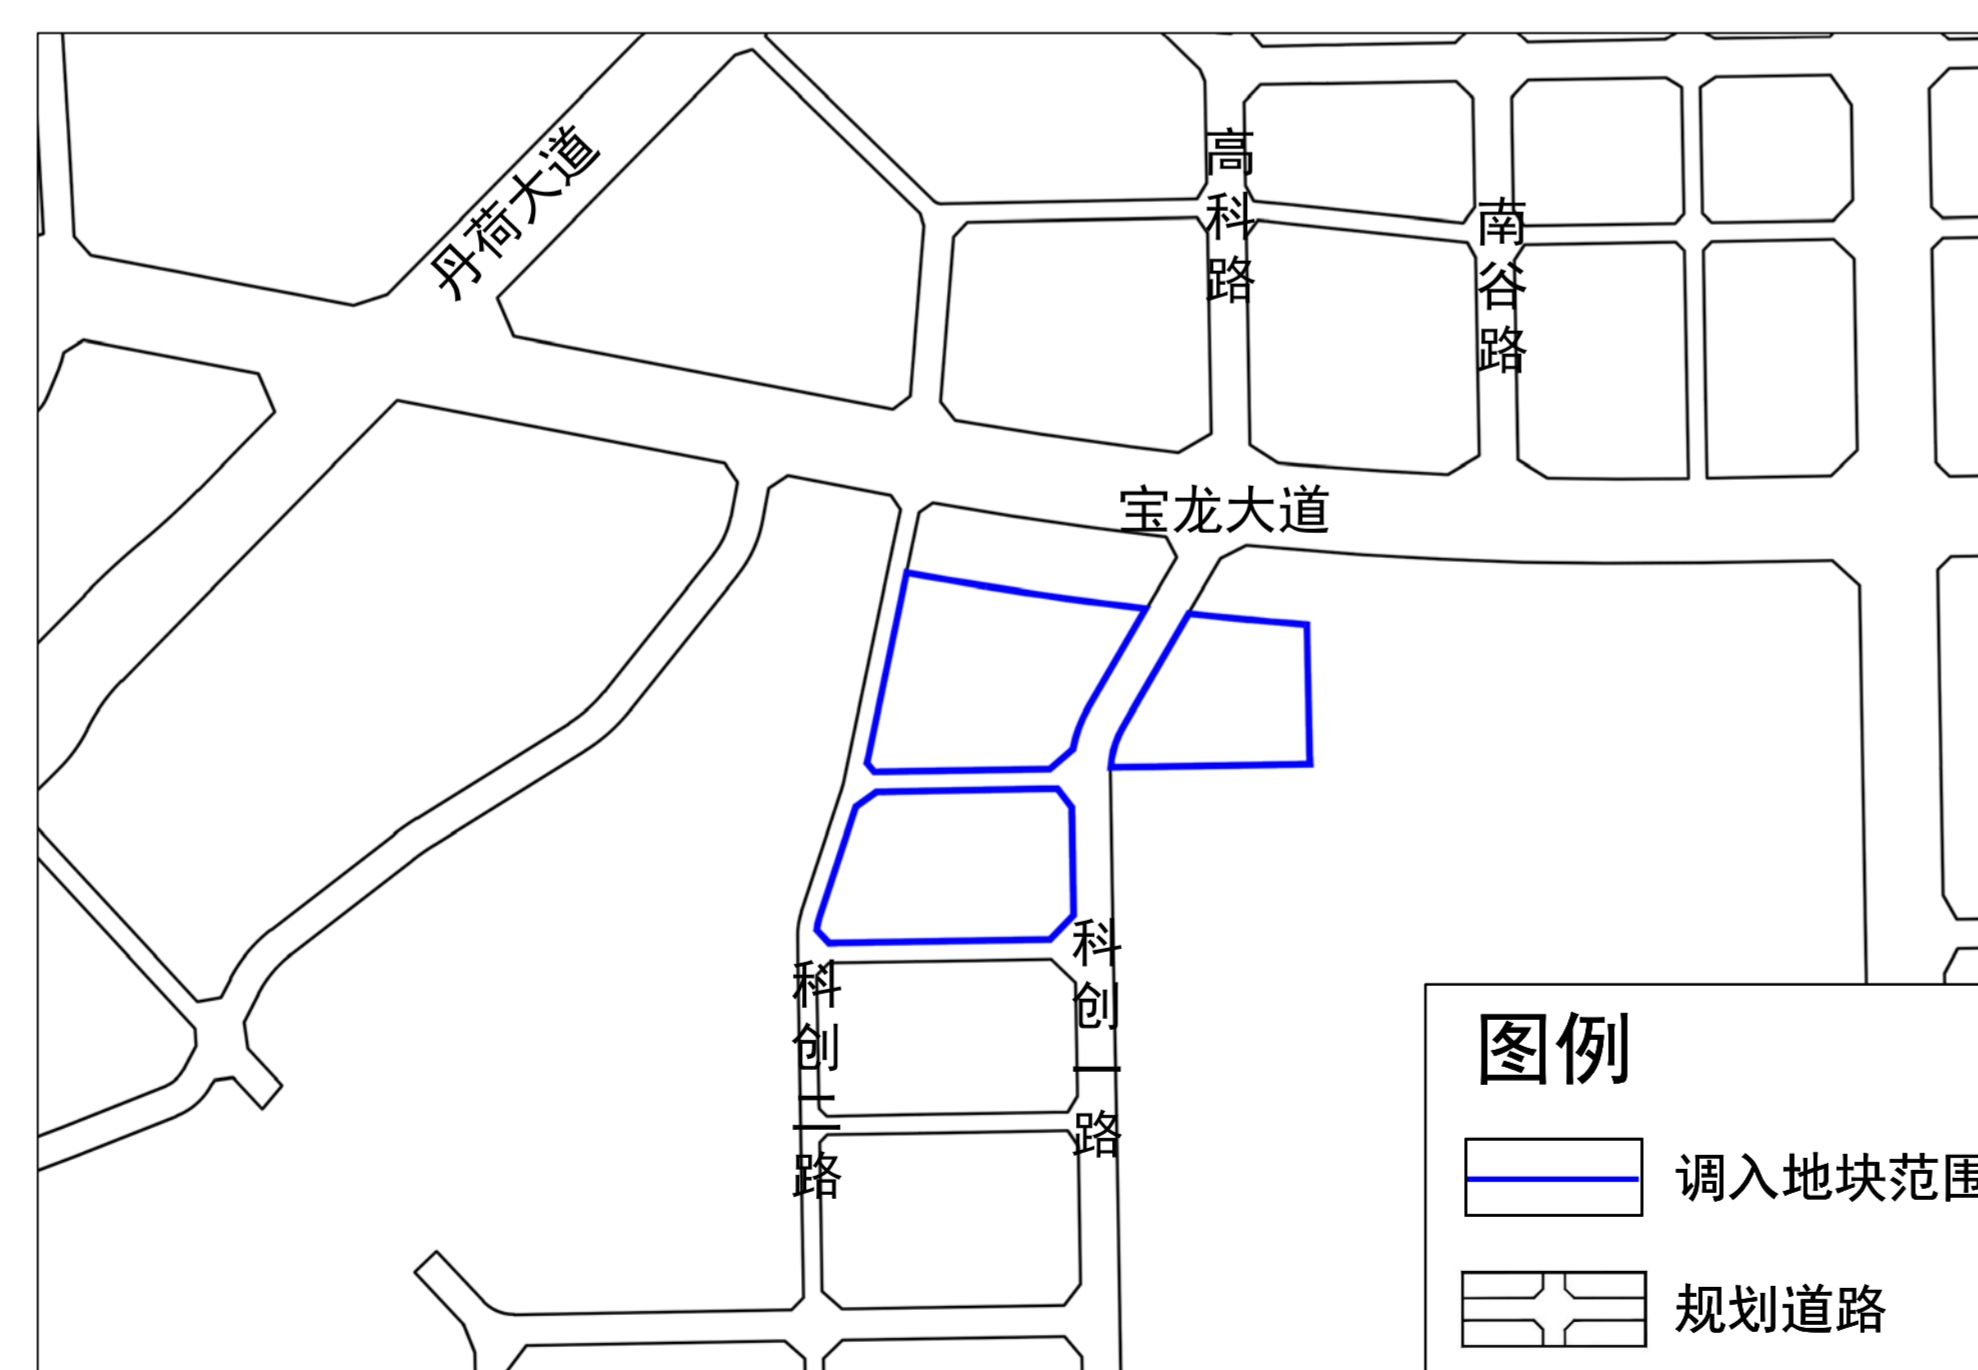 丹荷大道
高科路
南谷路
宝龙大道
科创二路
科创一路
图例
调入地块范围
规划道路